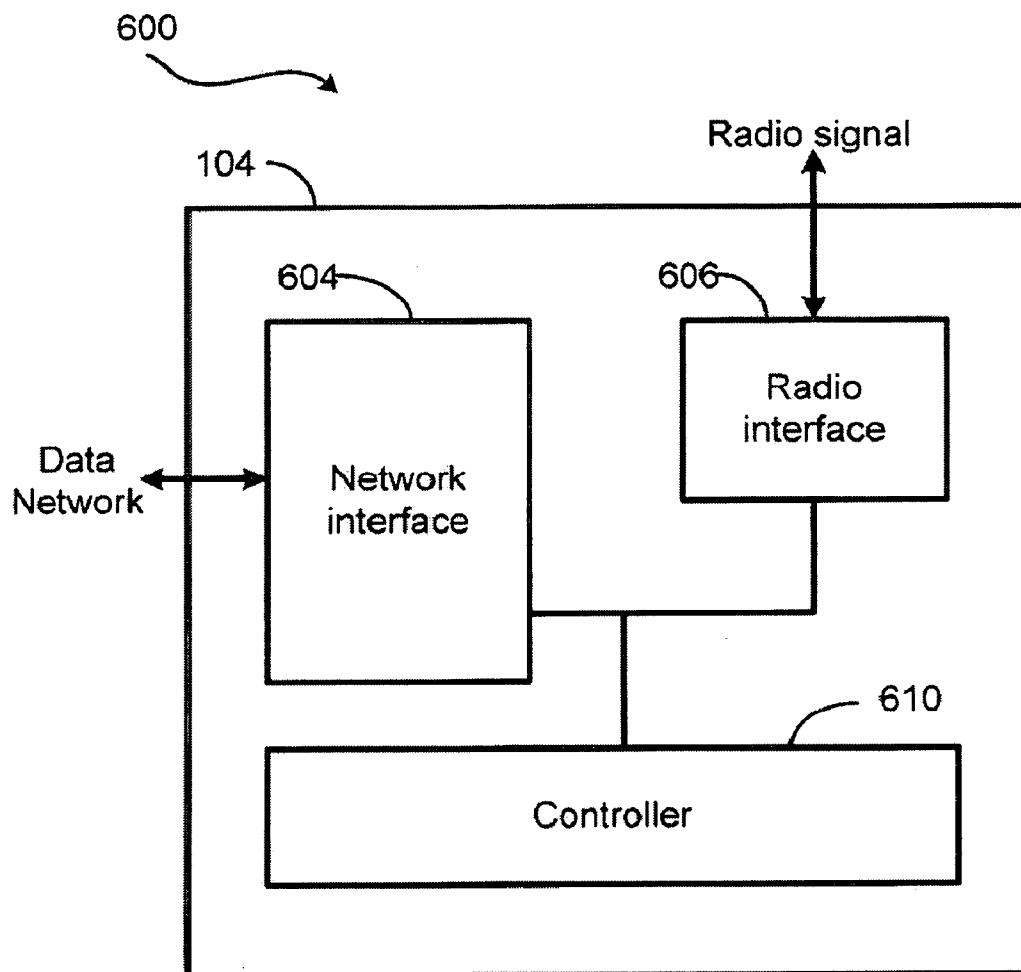 600
Radio signal
104
604
606
Radio
interface
Data
Network
Network
interface
610
Controller